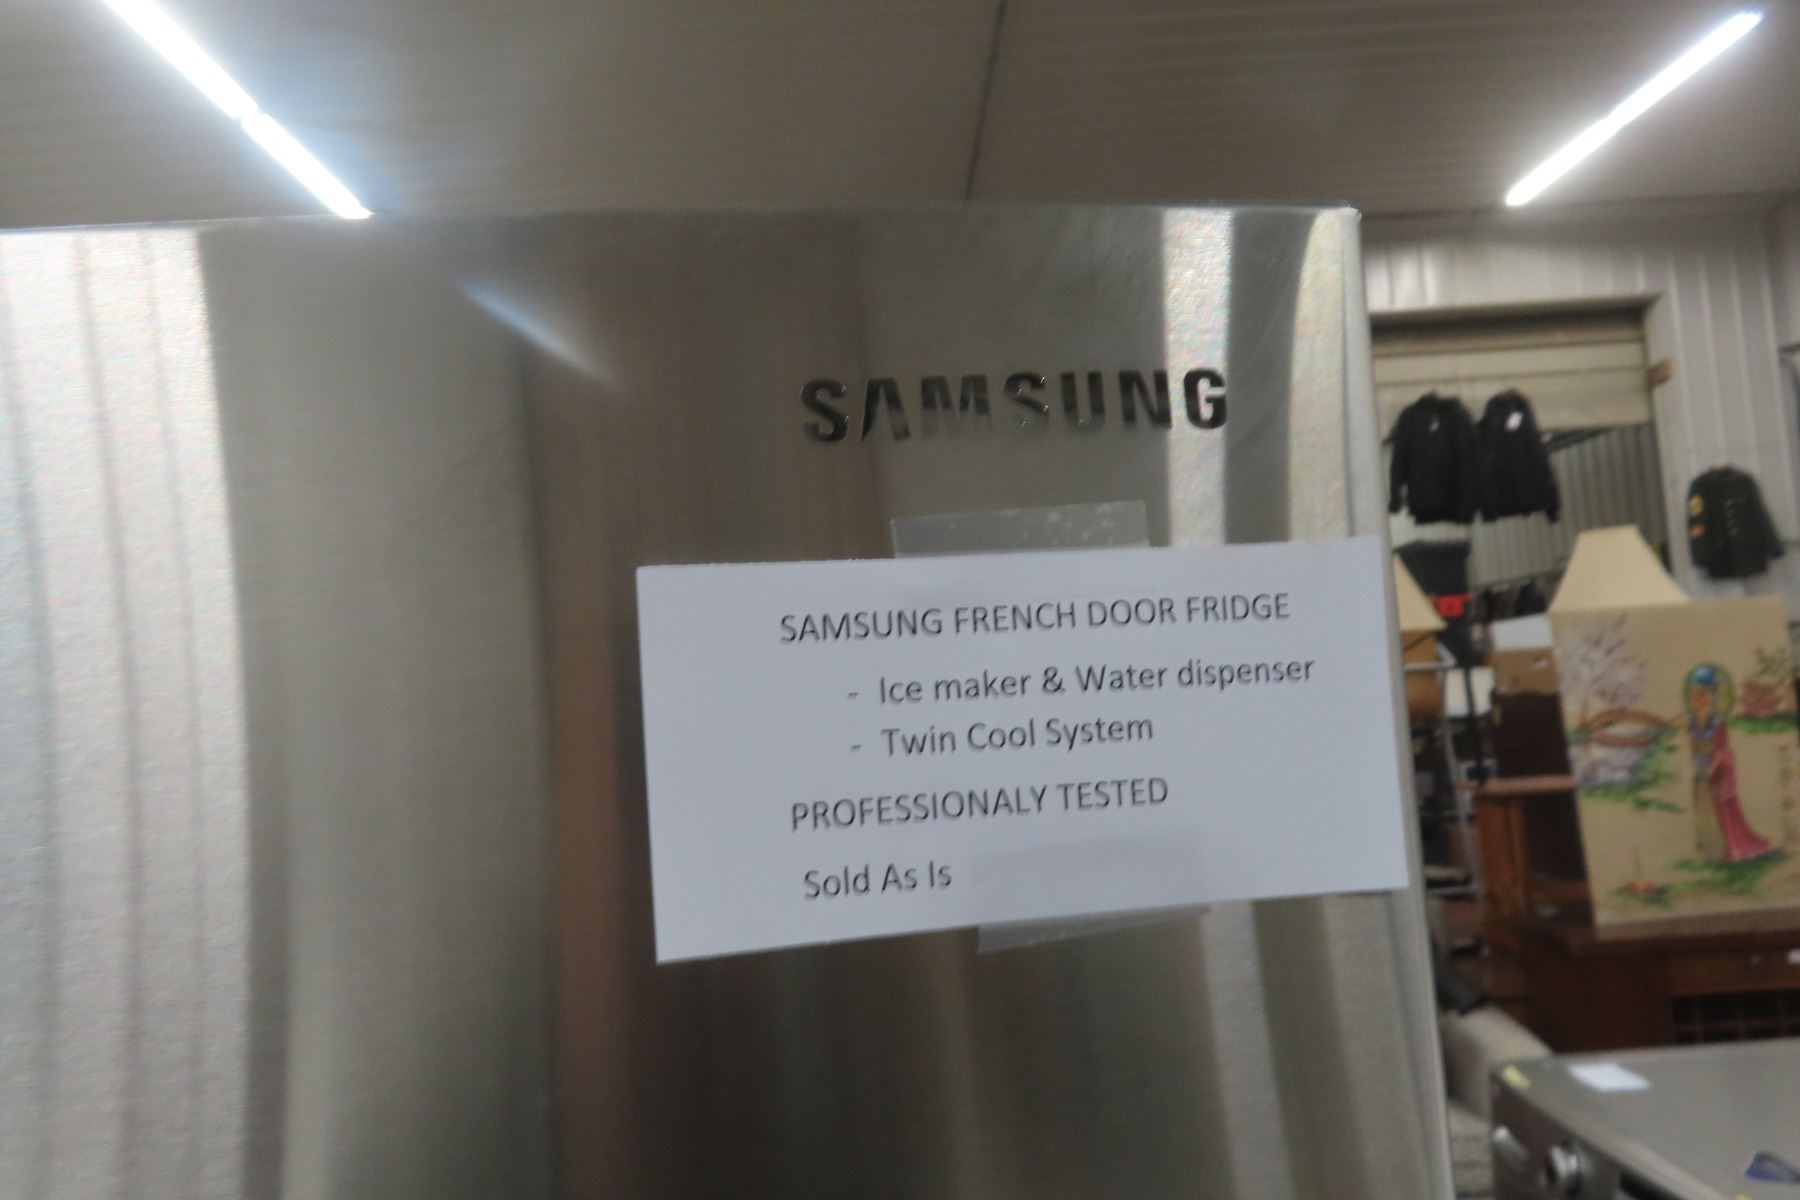 SAMSUNG
SAMSUNG FRENCH DOOR FRIDGE
- Ice maker & Water dispenser
- Twin Cool System
PROFESSIONALY TESTED
Sold As Is